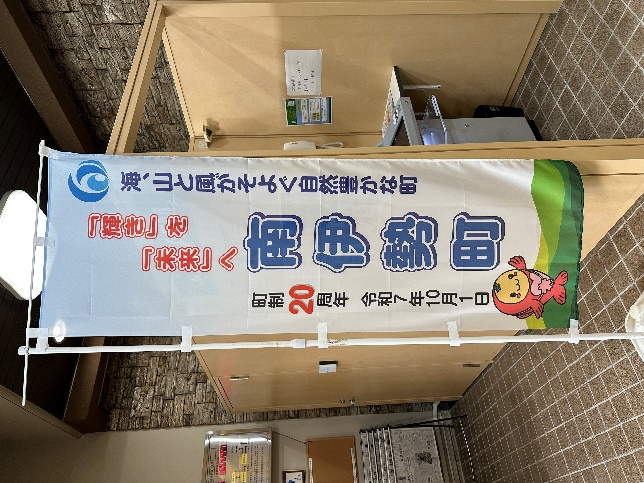 海、山と風がそよぐ自然豊かな町
「輝き」を
「未来」へ
南伊勢町
町制20周年 令和7年10月1日